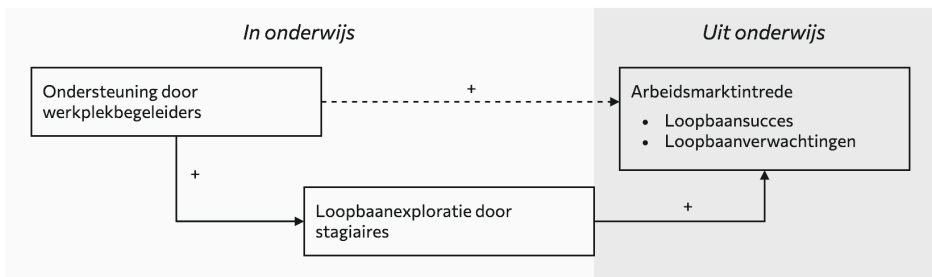 In onderwijs
Uit onderwijs
Ondersteuning door
werkplekbegeleiders
+
Arbeidsmarktintrede
• Loopbaansucces
• Loopbaanverwachtingen
+
Loopbaanexploratie door
stagiaires
+